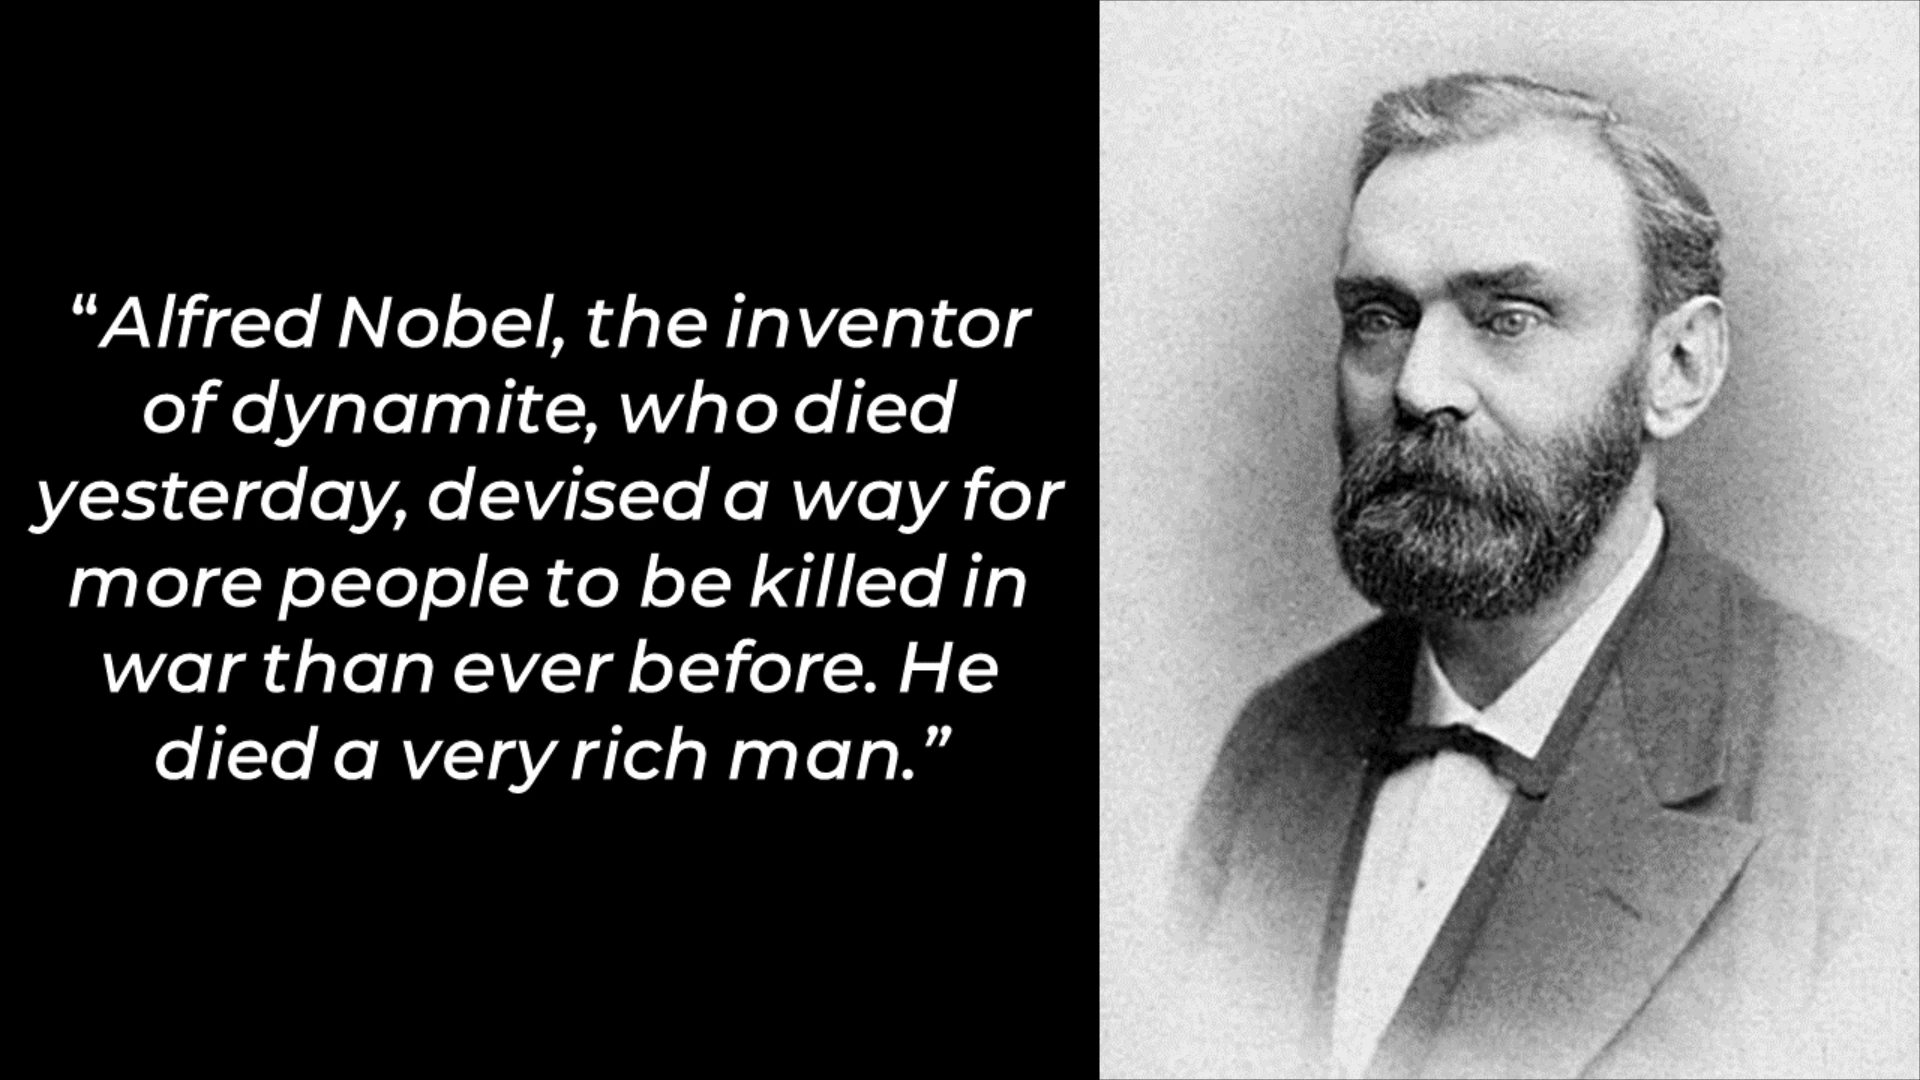 “Alfred Nobel, the inventor
of dynamite, who died
yesterday, devised a way for
more people to be killed in
war than ever before. He
died a very rich man.”